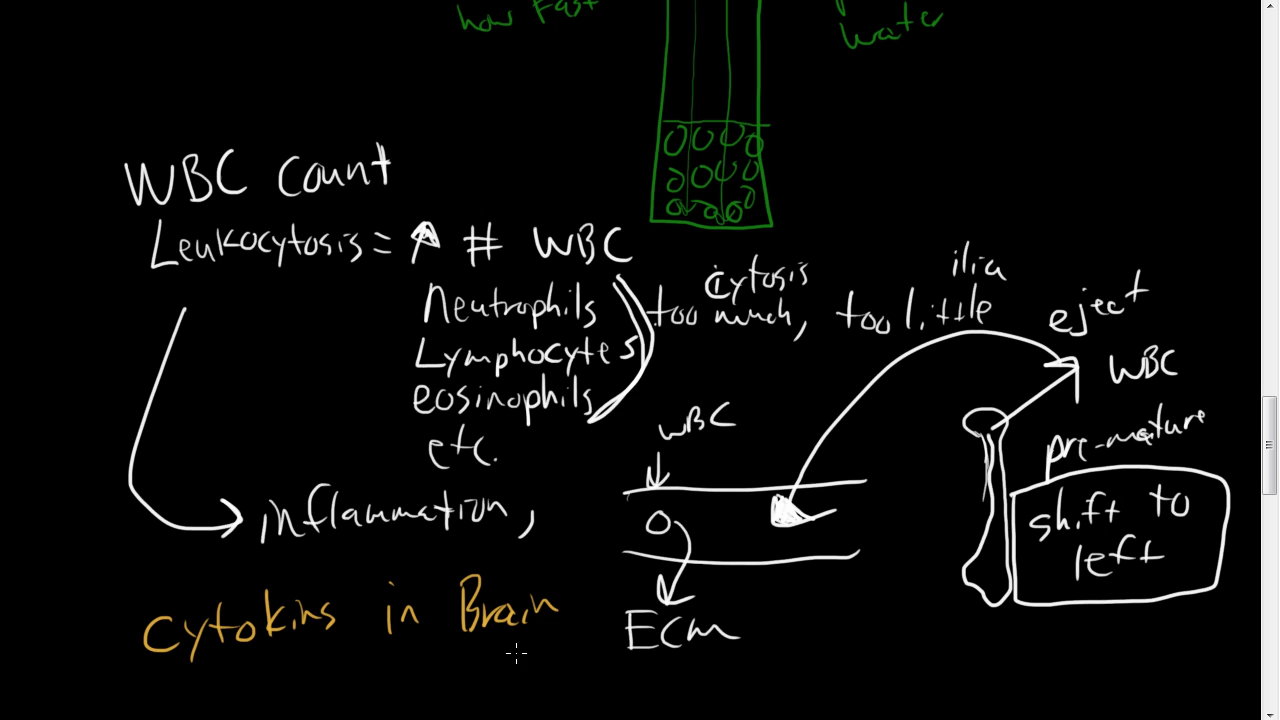 how Fast
water
WBC count
Leukocytosis = ↑ # WBC
Neutrophils
Lymphocytes
eosinophils
etc.
cytosis
too much, too little
ilia
eject
WBC
pre-mature
shift to
left
WBC
inflammation,
ECM
Cytokins in Brain